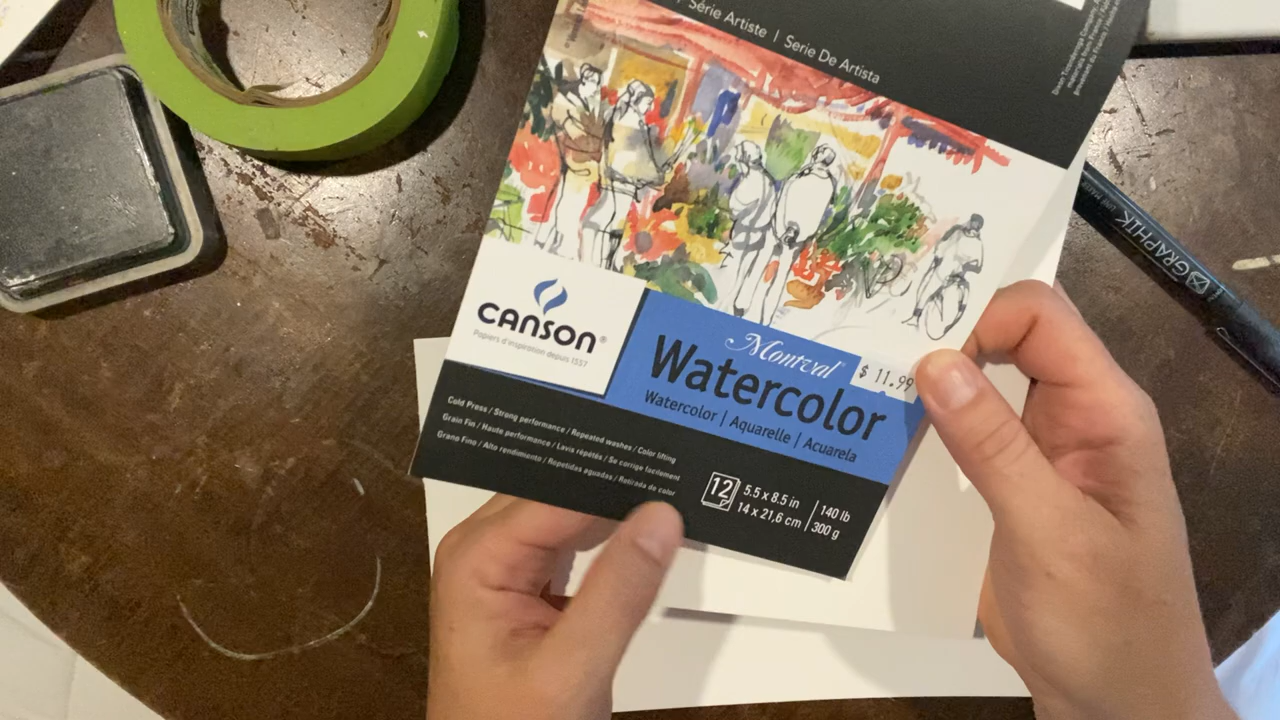 Série Artiste | Serie De Artista
CANSON®
Papiers d'inspiration depuis 1557
Montval®
$ 11.99
Watercolor
Watercolor | Aquarelle | Acuarela
Cold Press / Strong performance / Repeated washes / Color lifting
Grain Fin / Haute performance / Lavis répétés / Se corrige facilement
Grano Fino / Alto rendimiento / Repetidas aguadas / Retirada de color
12
5.5 x 8.5 in
14 x 21,6 cm
140 lb
300 g
GRAPHIK